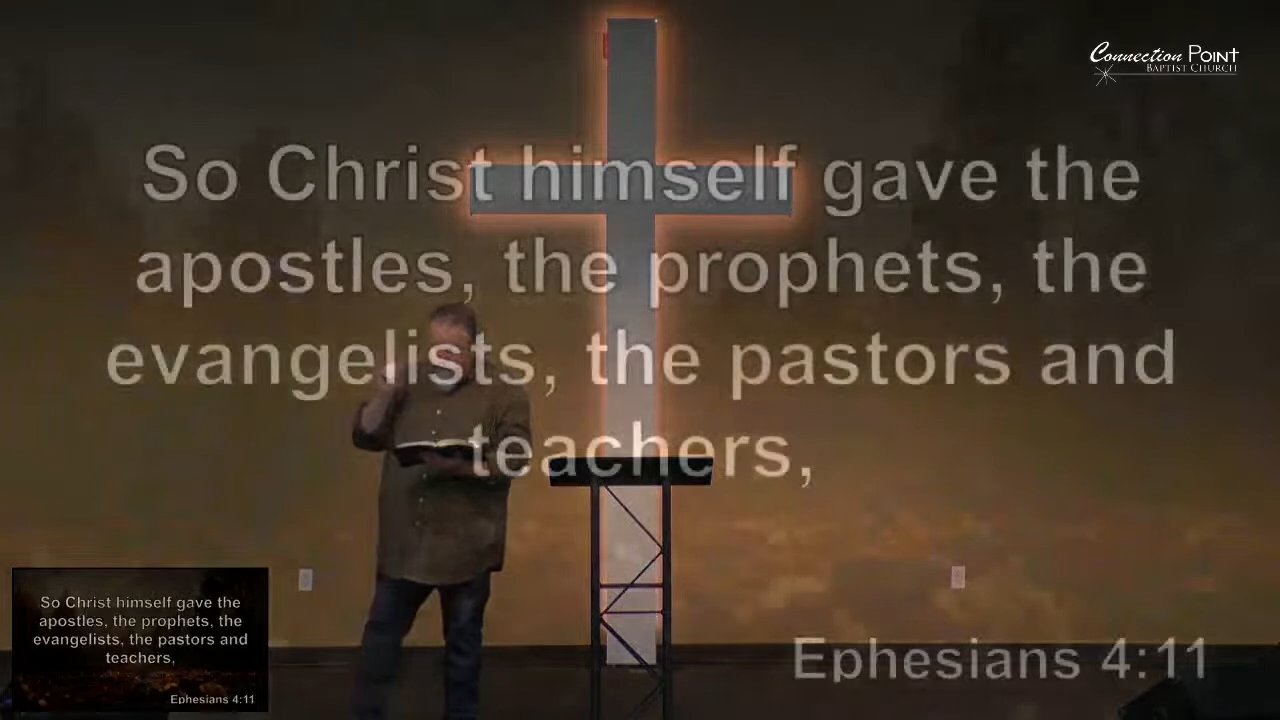 Connection Point
Baptist Church
So Christ himself gave the
apostles, the prophets, the
evangelists, the pastors and
teachers,
Ephesians 4:11
So Christ himself gave the
apostles, the prophets, the
evangelists, the pastors and
teachers,
Ephesians 4:11